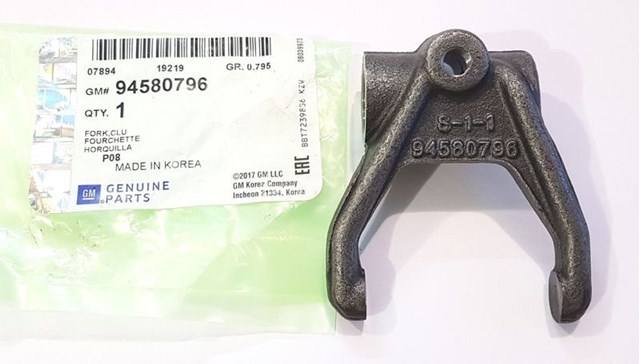 07894 19219 GR. 0.795
GM# 94580796
QTY. 1
FORK,CLU
FOURCHETTE
HORQUILLA
P08
MADE IN KOREA
GM GENUINE
PARTS
©2017 GM LLC
GM Korea Company
Incheon 21334, Korea
EAC
S-1-1
94580796